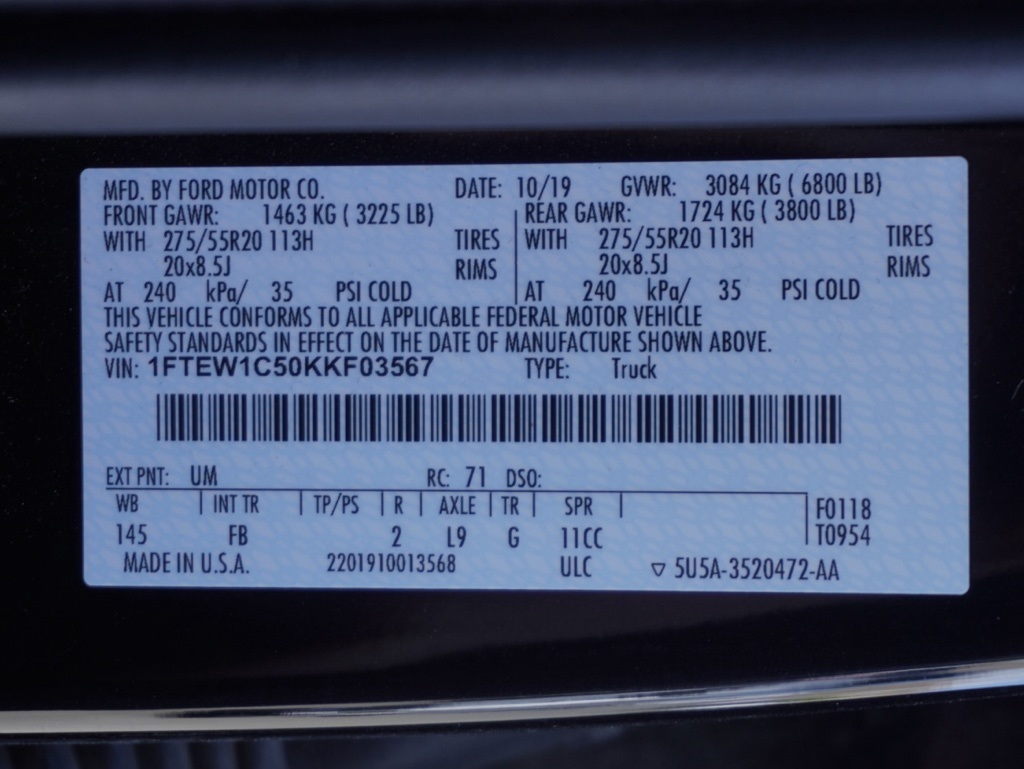 MFD. BY FORD MOTOR CO. DATE: 10/19 GVWR: 3084 KG ( 6800 LB)
FRONT GAWR: 1463 KG ( 3225 LB) REAR GAWR: 1724 KG ( 3800 LB)
WITH 275/55R20 113H TIRES WITH 275/55R20 113H TIRES
20x8.5J RIMS 20x8.5J RIMS
AT 240 kPa/ 35 PSI COLD AT 240 kPa/ 35 PSI COLD
THIS VEHICLE CONFORMS TO ALL APPLICABLE FEDERAL MOTOR VEHICLE
SAFETY STANDARDS IN EFFECT ON THE DATE OF MANUFACTURE SHOWN ABOVE.
VIN: 1FTEW1C50KKF03567 TYPE: Truck
EXT PNT: UM RC: 71 DSO:
WB INT TR TP/PS R AXLE TR SPR F0118
145 FB 2 L9 G 11CC T0954
MADE IN U.S.A. 2201910013568 ULC ▽ 5U5A-3520472-AA